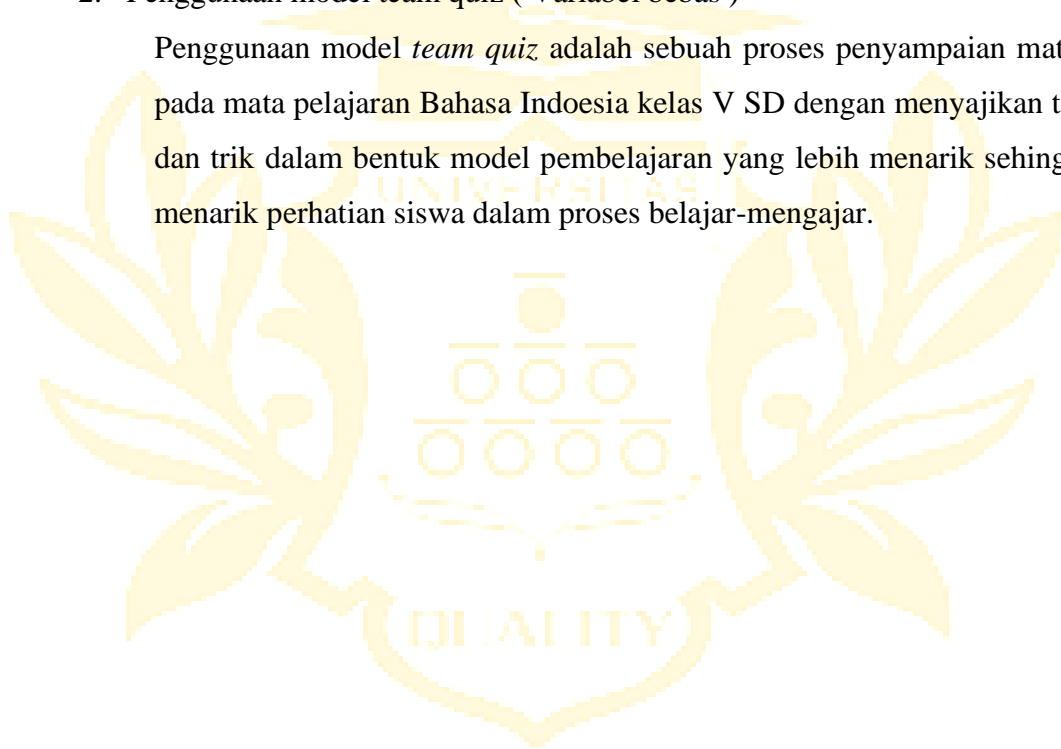 2. Penggunaan model team quiz ( Variabel bebas )
Penggunaan model team quiz adalah sebuah proses penyampaian mat
pada mata pelajaran Bahasa Indoesia kelas V SD dengan menyajikan t
dan trik dalam bentuk model pembelajaran yang lebih menarik sehing
menarik perhatian siswa dalam proses belajar-mengajar.
UNIVERSITAS
QUALITY